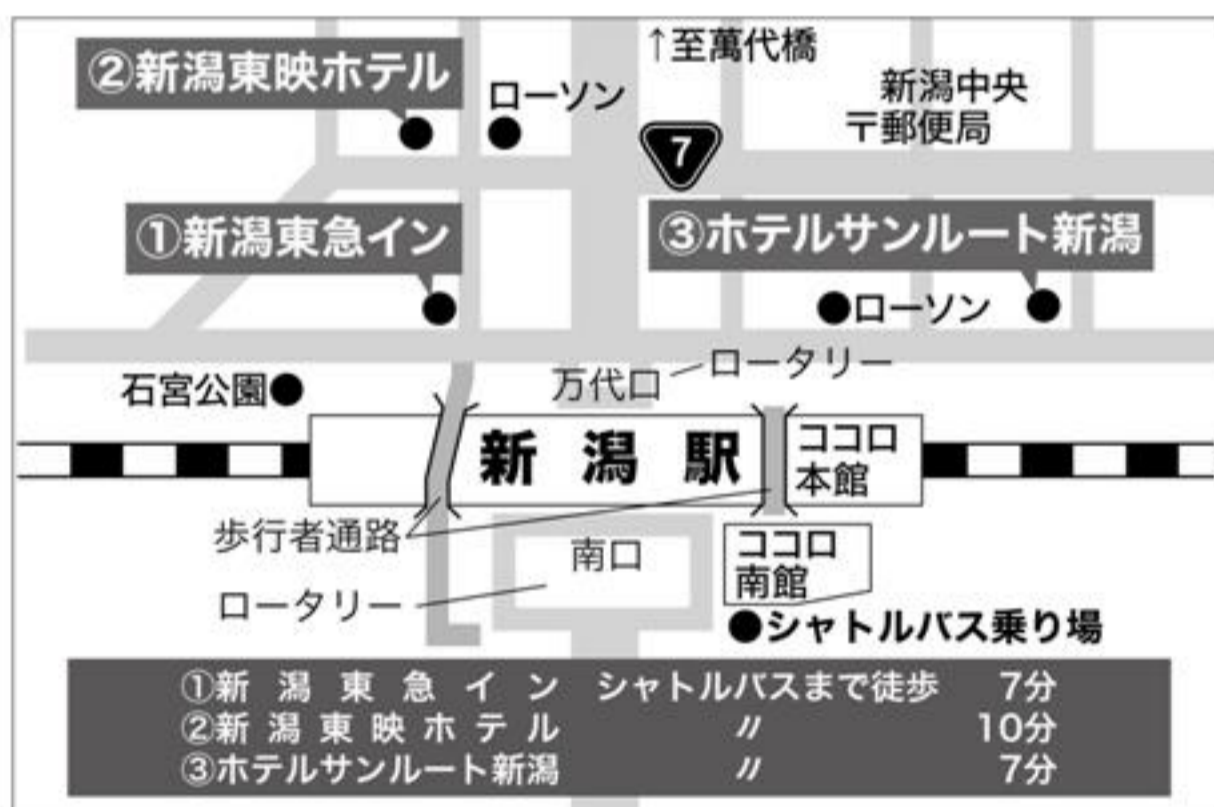 ②新潟東映ホテル
ローソン
↑至萬代橋
新潟中央
〒郵便局
7
①新潟東急イン
③ホテルサンルート新潟
●ローソン
石宮公園●
万代口
ロータリー
新潟駅
ココロ
本館
歩行者通路
南口
ココロ
南館
ロータリー
●シャトルバス乗り場
①新潟東急イン シャトルバスまで徒歩 7分
②新潟東映ホテル 〃 10分
③ホテルサンルート新潟 〃 7分